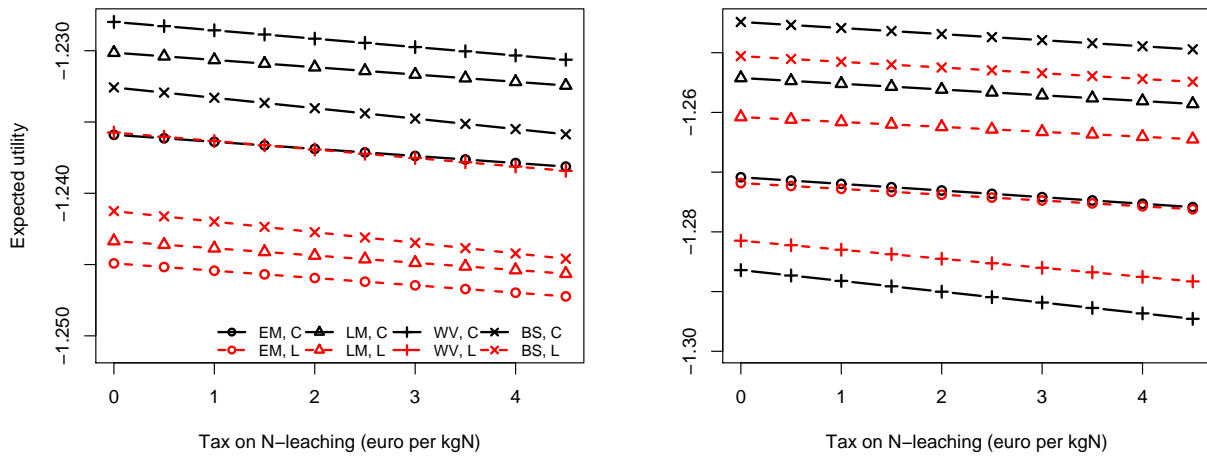 Expected utility
−1.230
−1.240
−1.250
EM, C LM, C WV, C BS, C
EM, L LM, L WV, L BS, L
0 1 2 3 4
Tax on N−leaching (euro per kgN)
−1.26
−1.28
−1.30
0 1 2 3 4
Tax on N−leaching (euro per kgN)